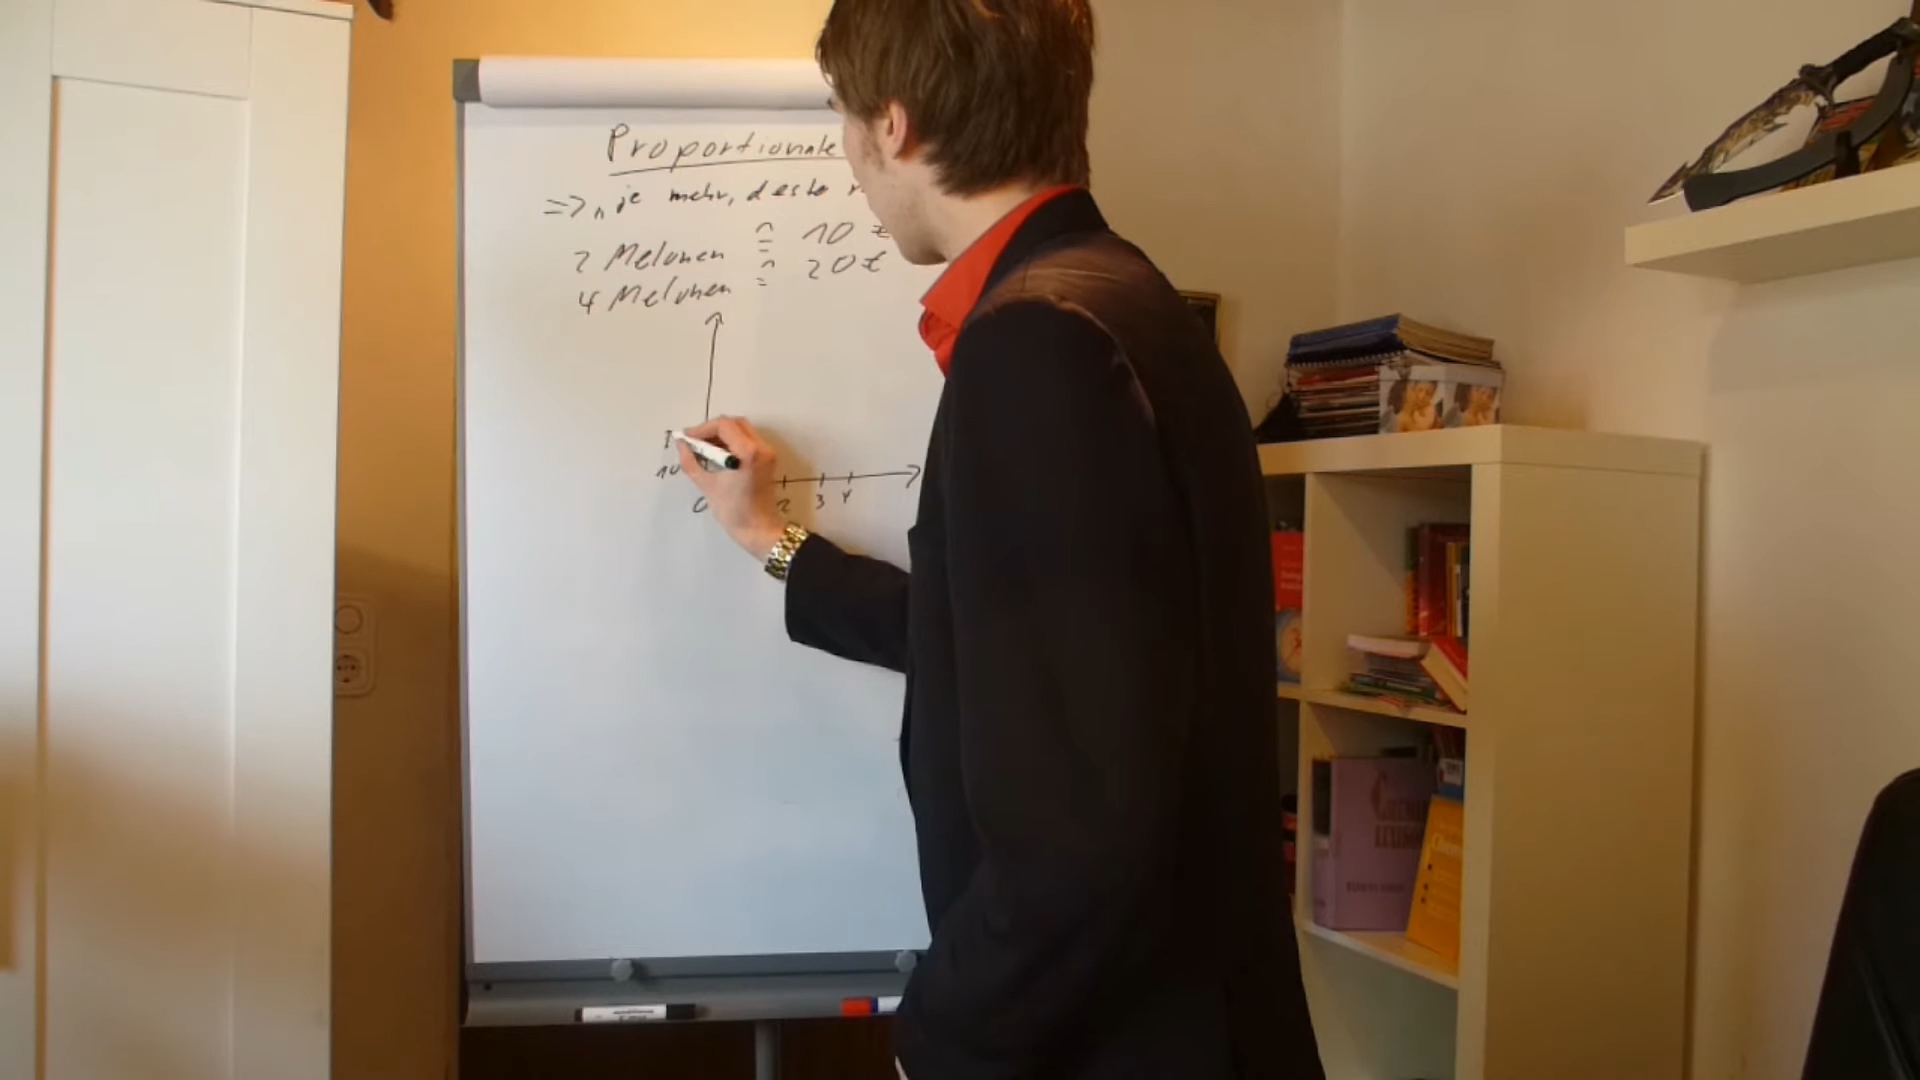 Proportionale
=> „je mehr, desto
2 Melonen ≙ 10 €
4 Melonen ≙ 20 €
10
0 2 3 4